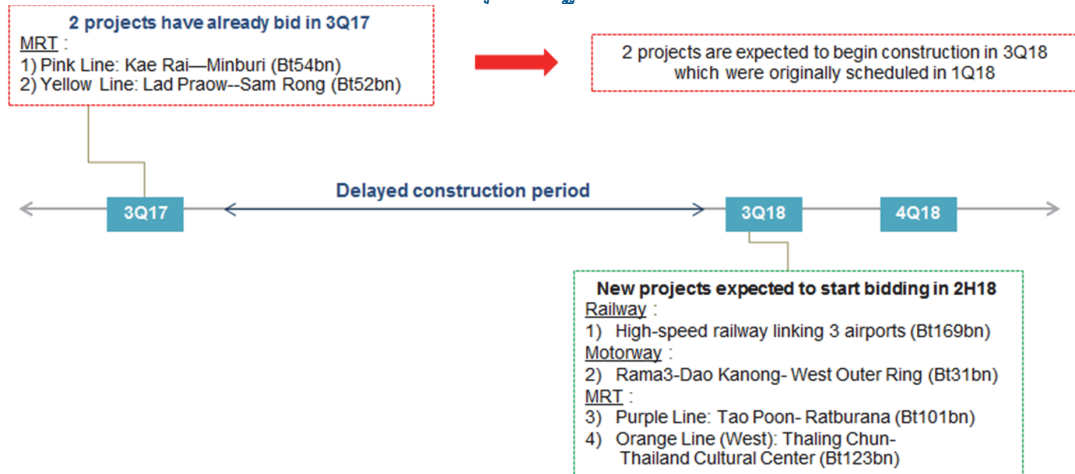 2 projects have already bid in 3Q17
MRT :
1) Pink Line: Kae Rai—Minburi (Bt54bn)
2) Yellow Line: Lad Praow--Sam Rong (Bt52bn)
2 projects are expected to begin construction in 3Q18
which were originally scheduled in 1Q18
Delayed construction period
3Q17
3Q18
4Q18
New projects expected to start bidding in 2H18
Railway :
1) High-speed railway linking 3 airports (Bt169bn)
Motorway :
2) Rama3-Dao Kanong- West Outer Ring (Bt31bn)
MRT :
3) Purple Line: Tao Poon- Ratburana (Bt101bn)
4) Orange Line (West): Thaling Chun-
Thailand Cultural Center (Bt123bn)